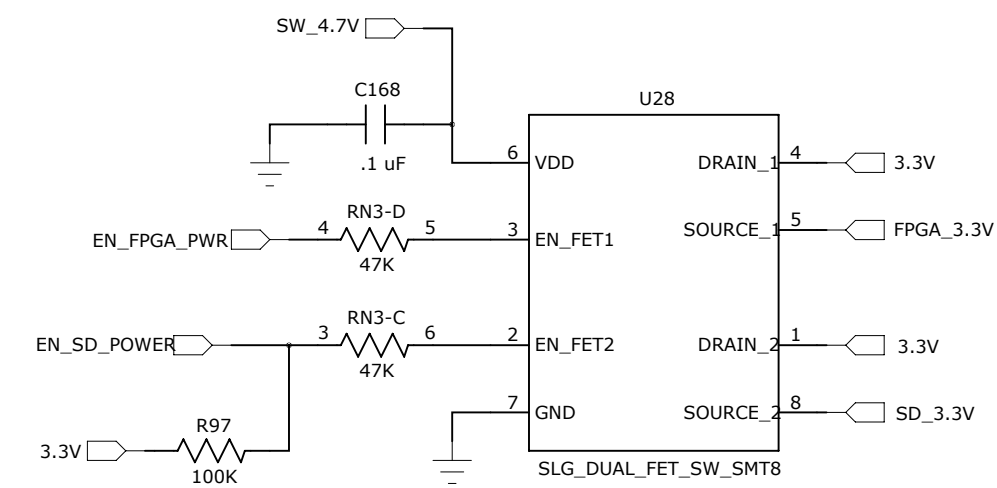 SW_4.7V
C168
.1 uF
U28
6 VDD
DRAIN_1 4 3.3V
RN3-D
EN_FPGA_PWR 4 5 3 EN_FET1
47K
SOURCE_1 5 FPGA_3.3V
RN3-C
EN_SD_POWER 3 6 2 EN_FET2
47K
DRAIN_2 1 3.3V
7 GND
SOURCE_2 8 SD_3.3V
R97
3.3V
100K
SLG_DUAL_FET_SW_SMT8